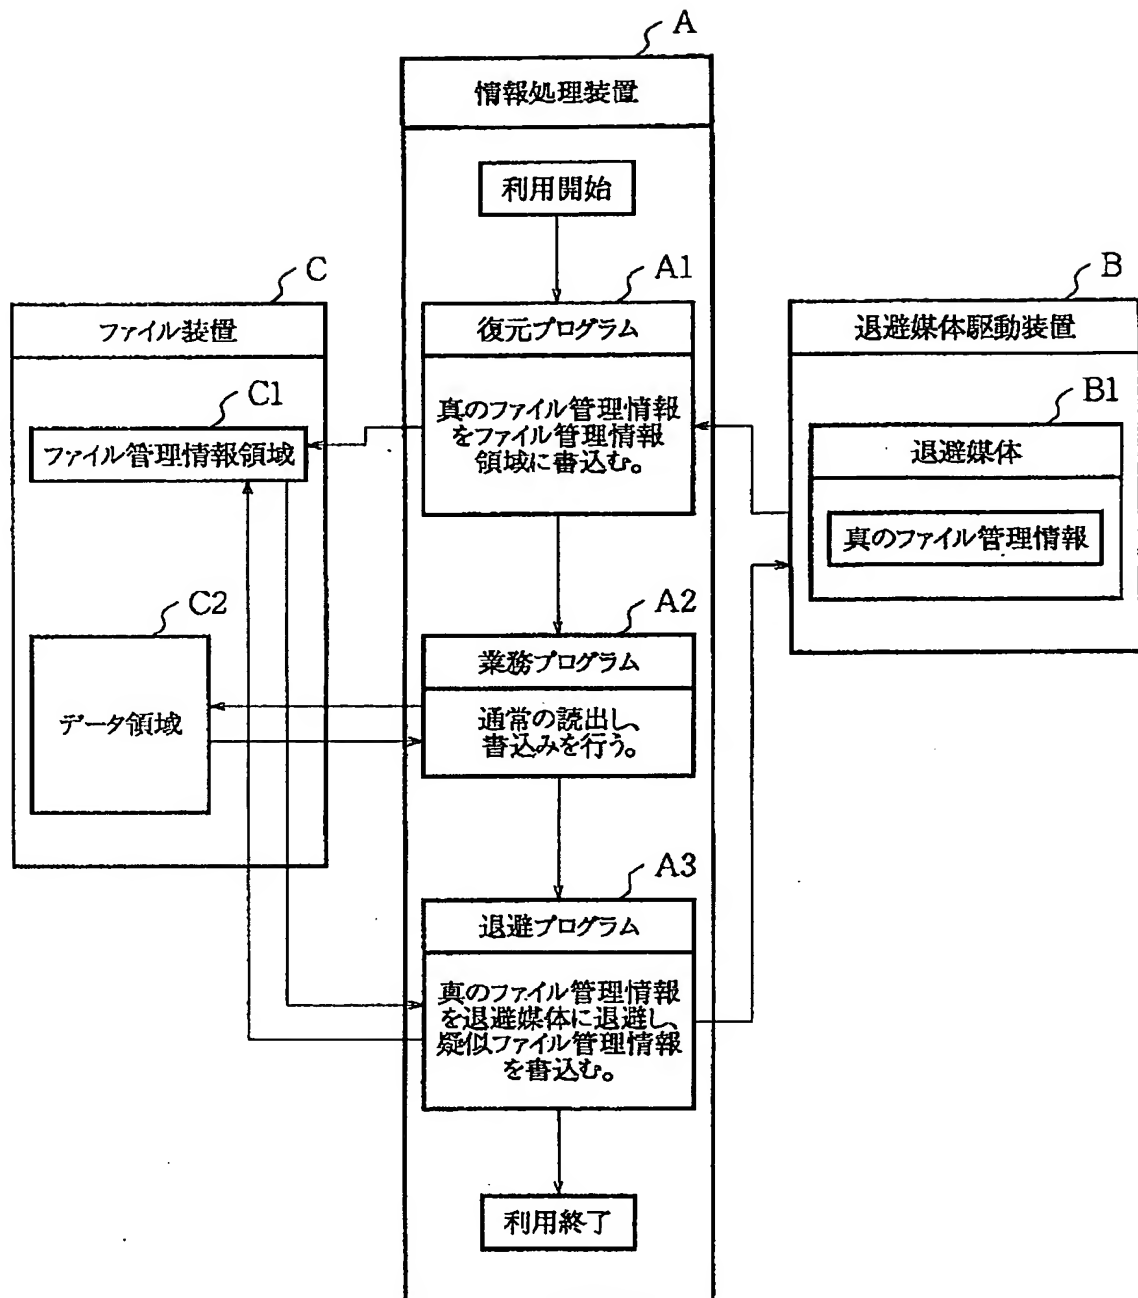 A
情報処理装置
利用開始
C
ファイル装置
C1
ファイル管理情報領域
C2
データ領域
A1
復元プログラム
真のファイル管理情報
をファイル管理情報
領域に書込む。
A2
業務プログラム
通常の読出し、
書込みを行う。
A3
退避プログラム
真のファイル管理情報
を退避媒体に退避し、
疑似ファイル管理情報
を書込む。
利用終了
B
退避媒体駆動装置
B1
退避媒体
真のファイル管理情報